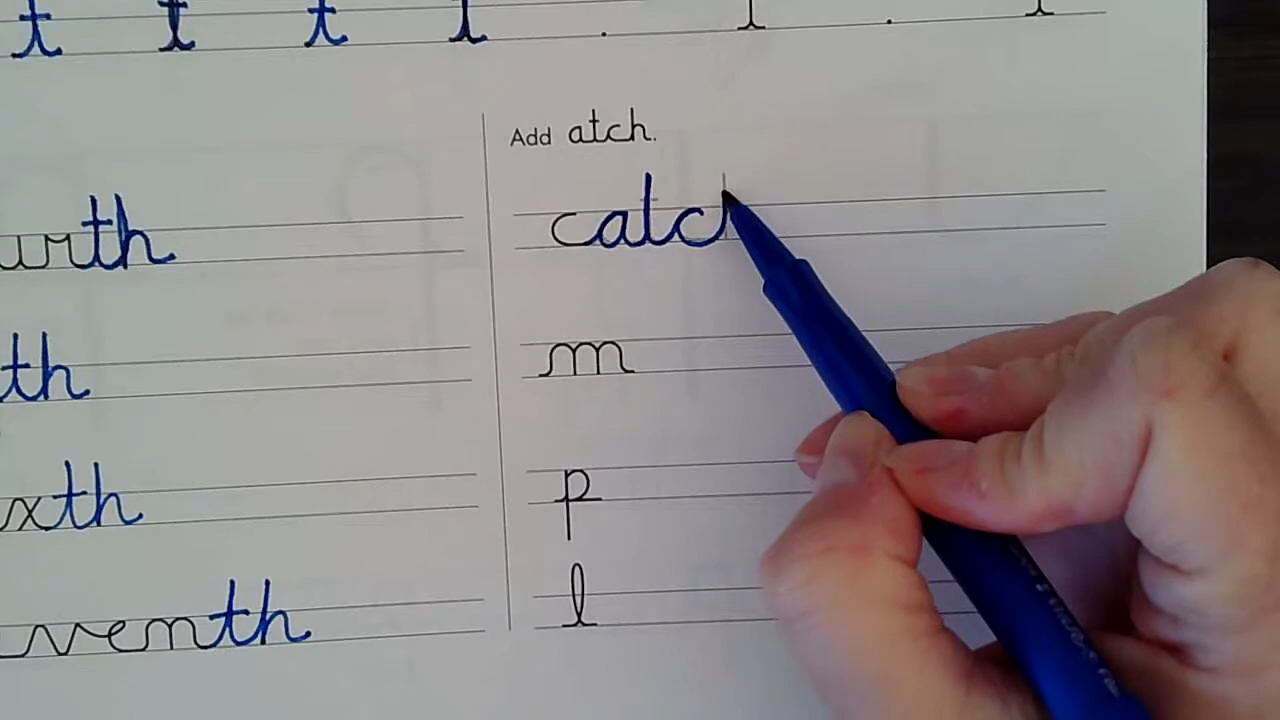 t t t t . l . l
Add atch.
urth
catc
th
m
xth
p
venth
l